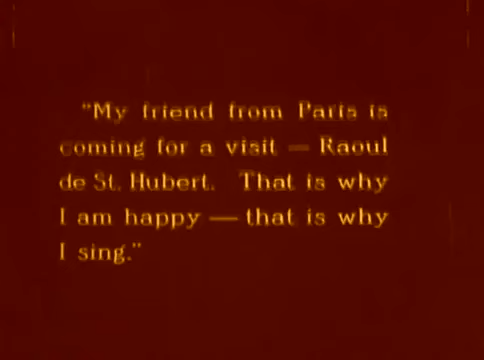 "My friend from Paris is
coming for a visit — Raoul
de St. Hubert. That is why
I am happy — that is why
I sing."